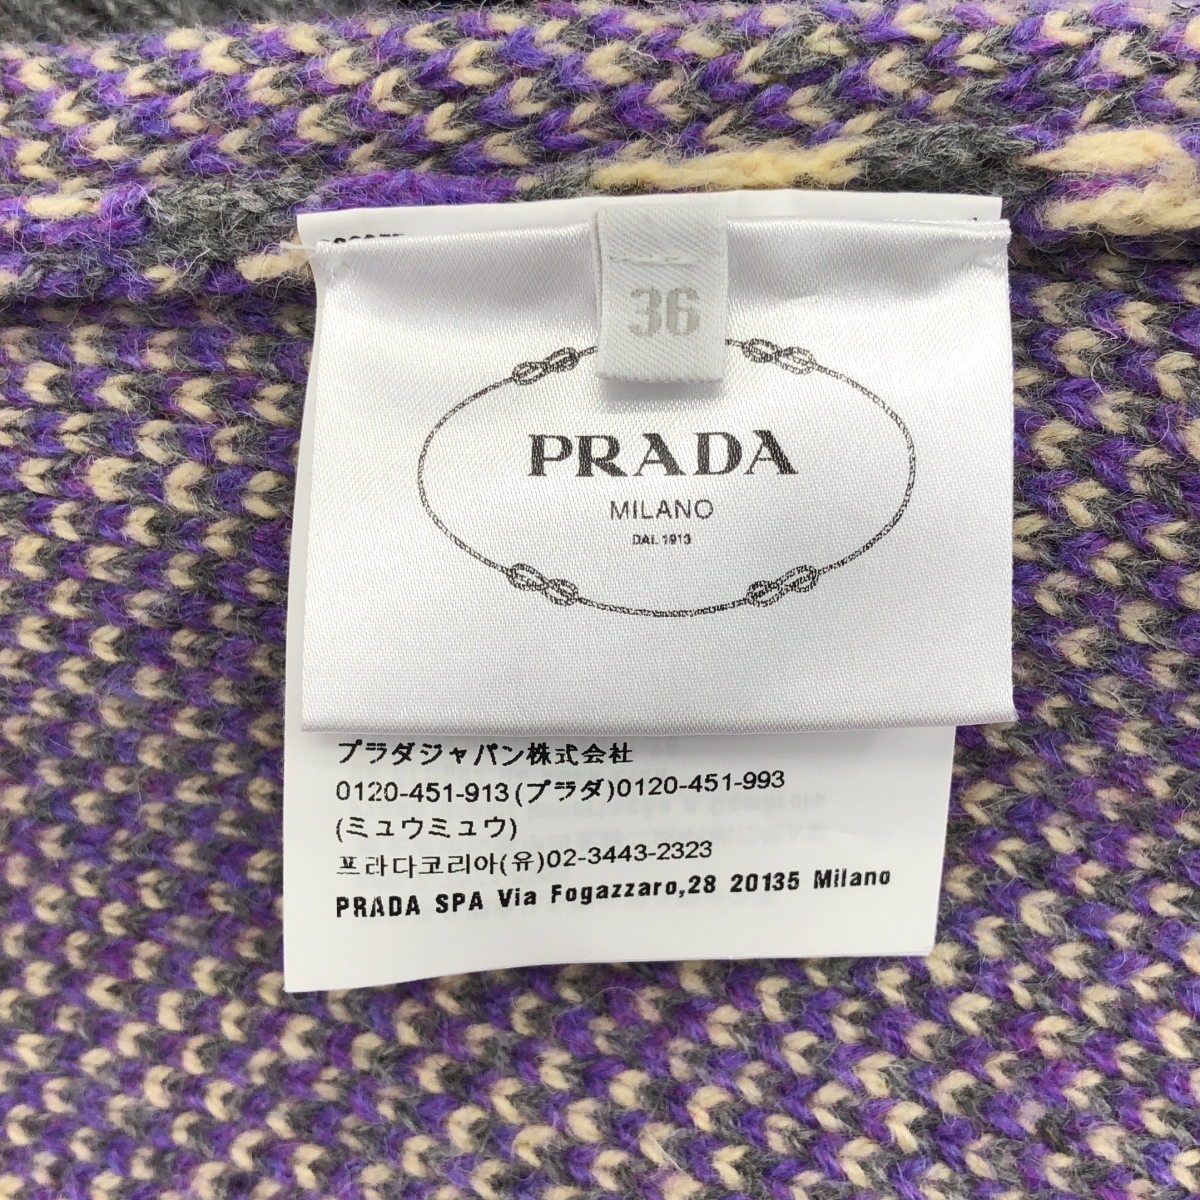 36
PRADA
MILANO
DAL 1913
プラダジャパン株式会社
0120-451-913(プラダ)0120-451-993
(ミュウミュウ)
프라다코리아(유)02-3443-2323
PRADA SPA Via Fogazzaro,28 20135 Milano